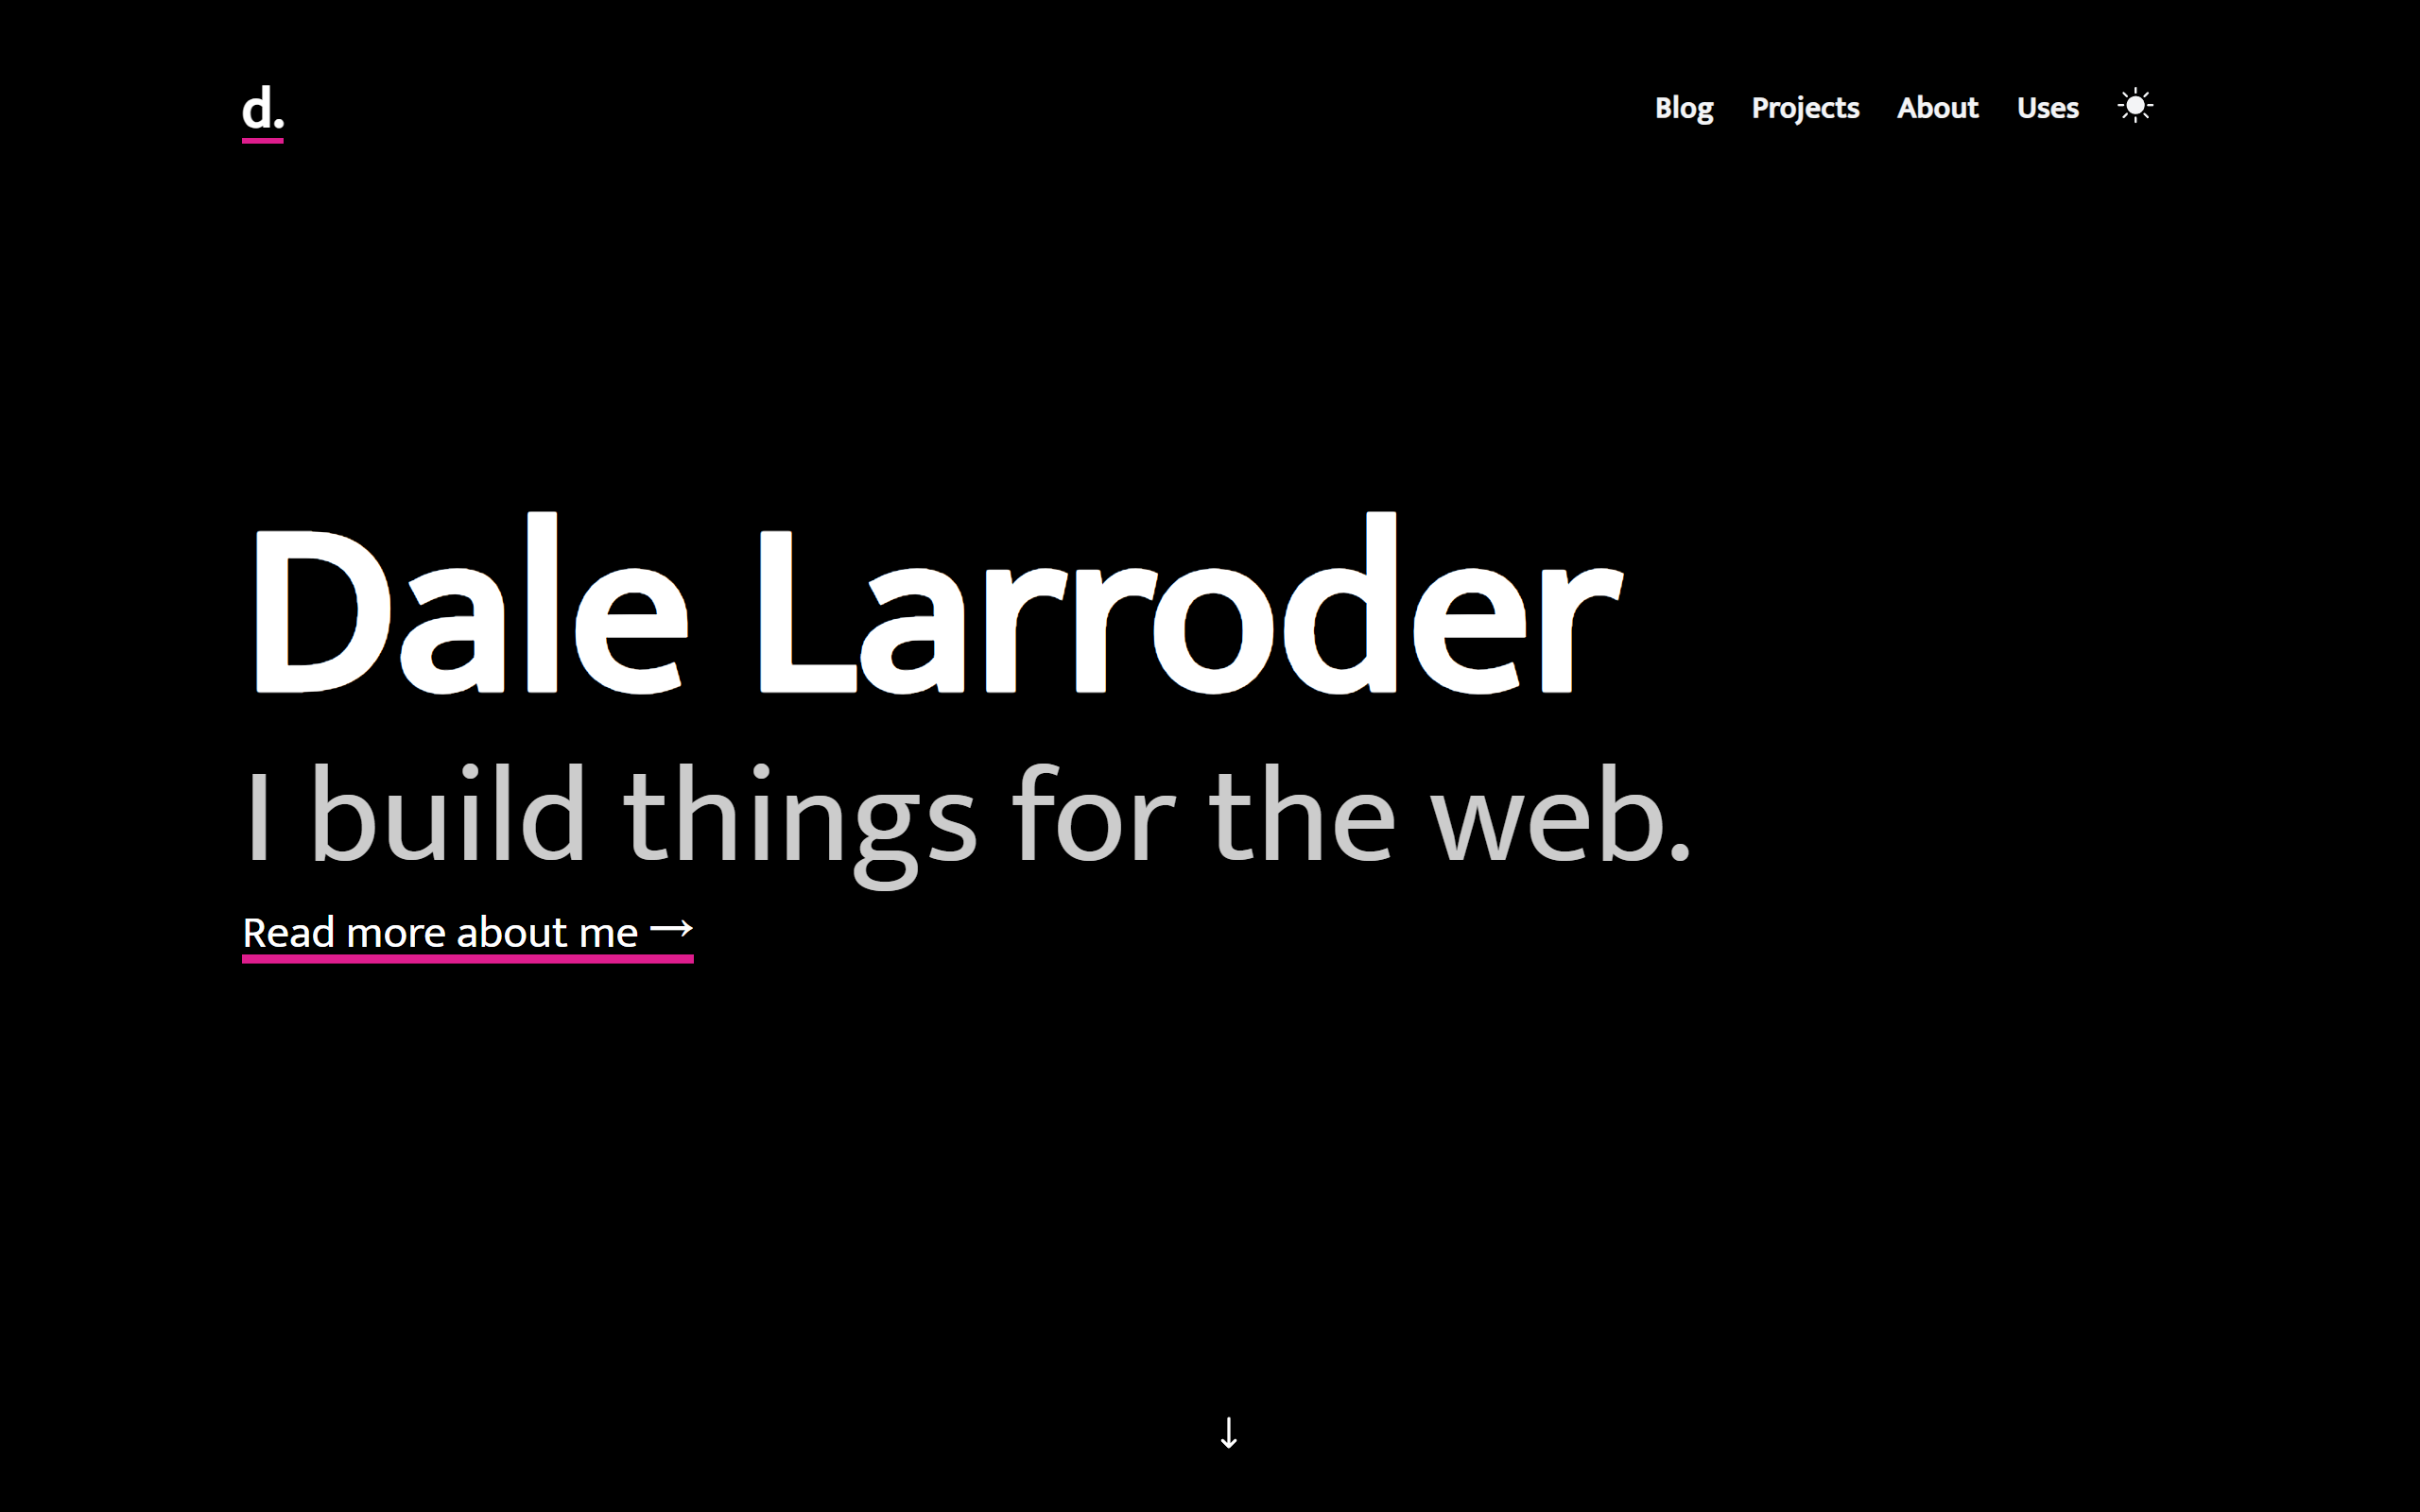 d.
Blog Projects About Uses
Dale Larroder
I build things for the web.
Read more about me →
↓